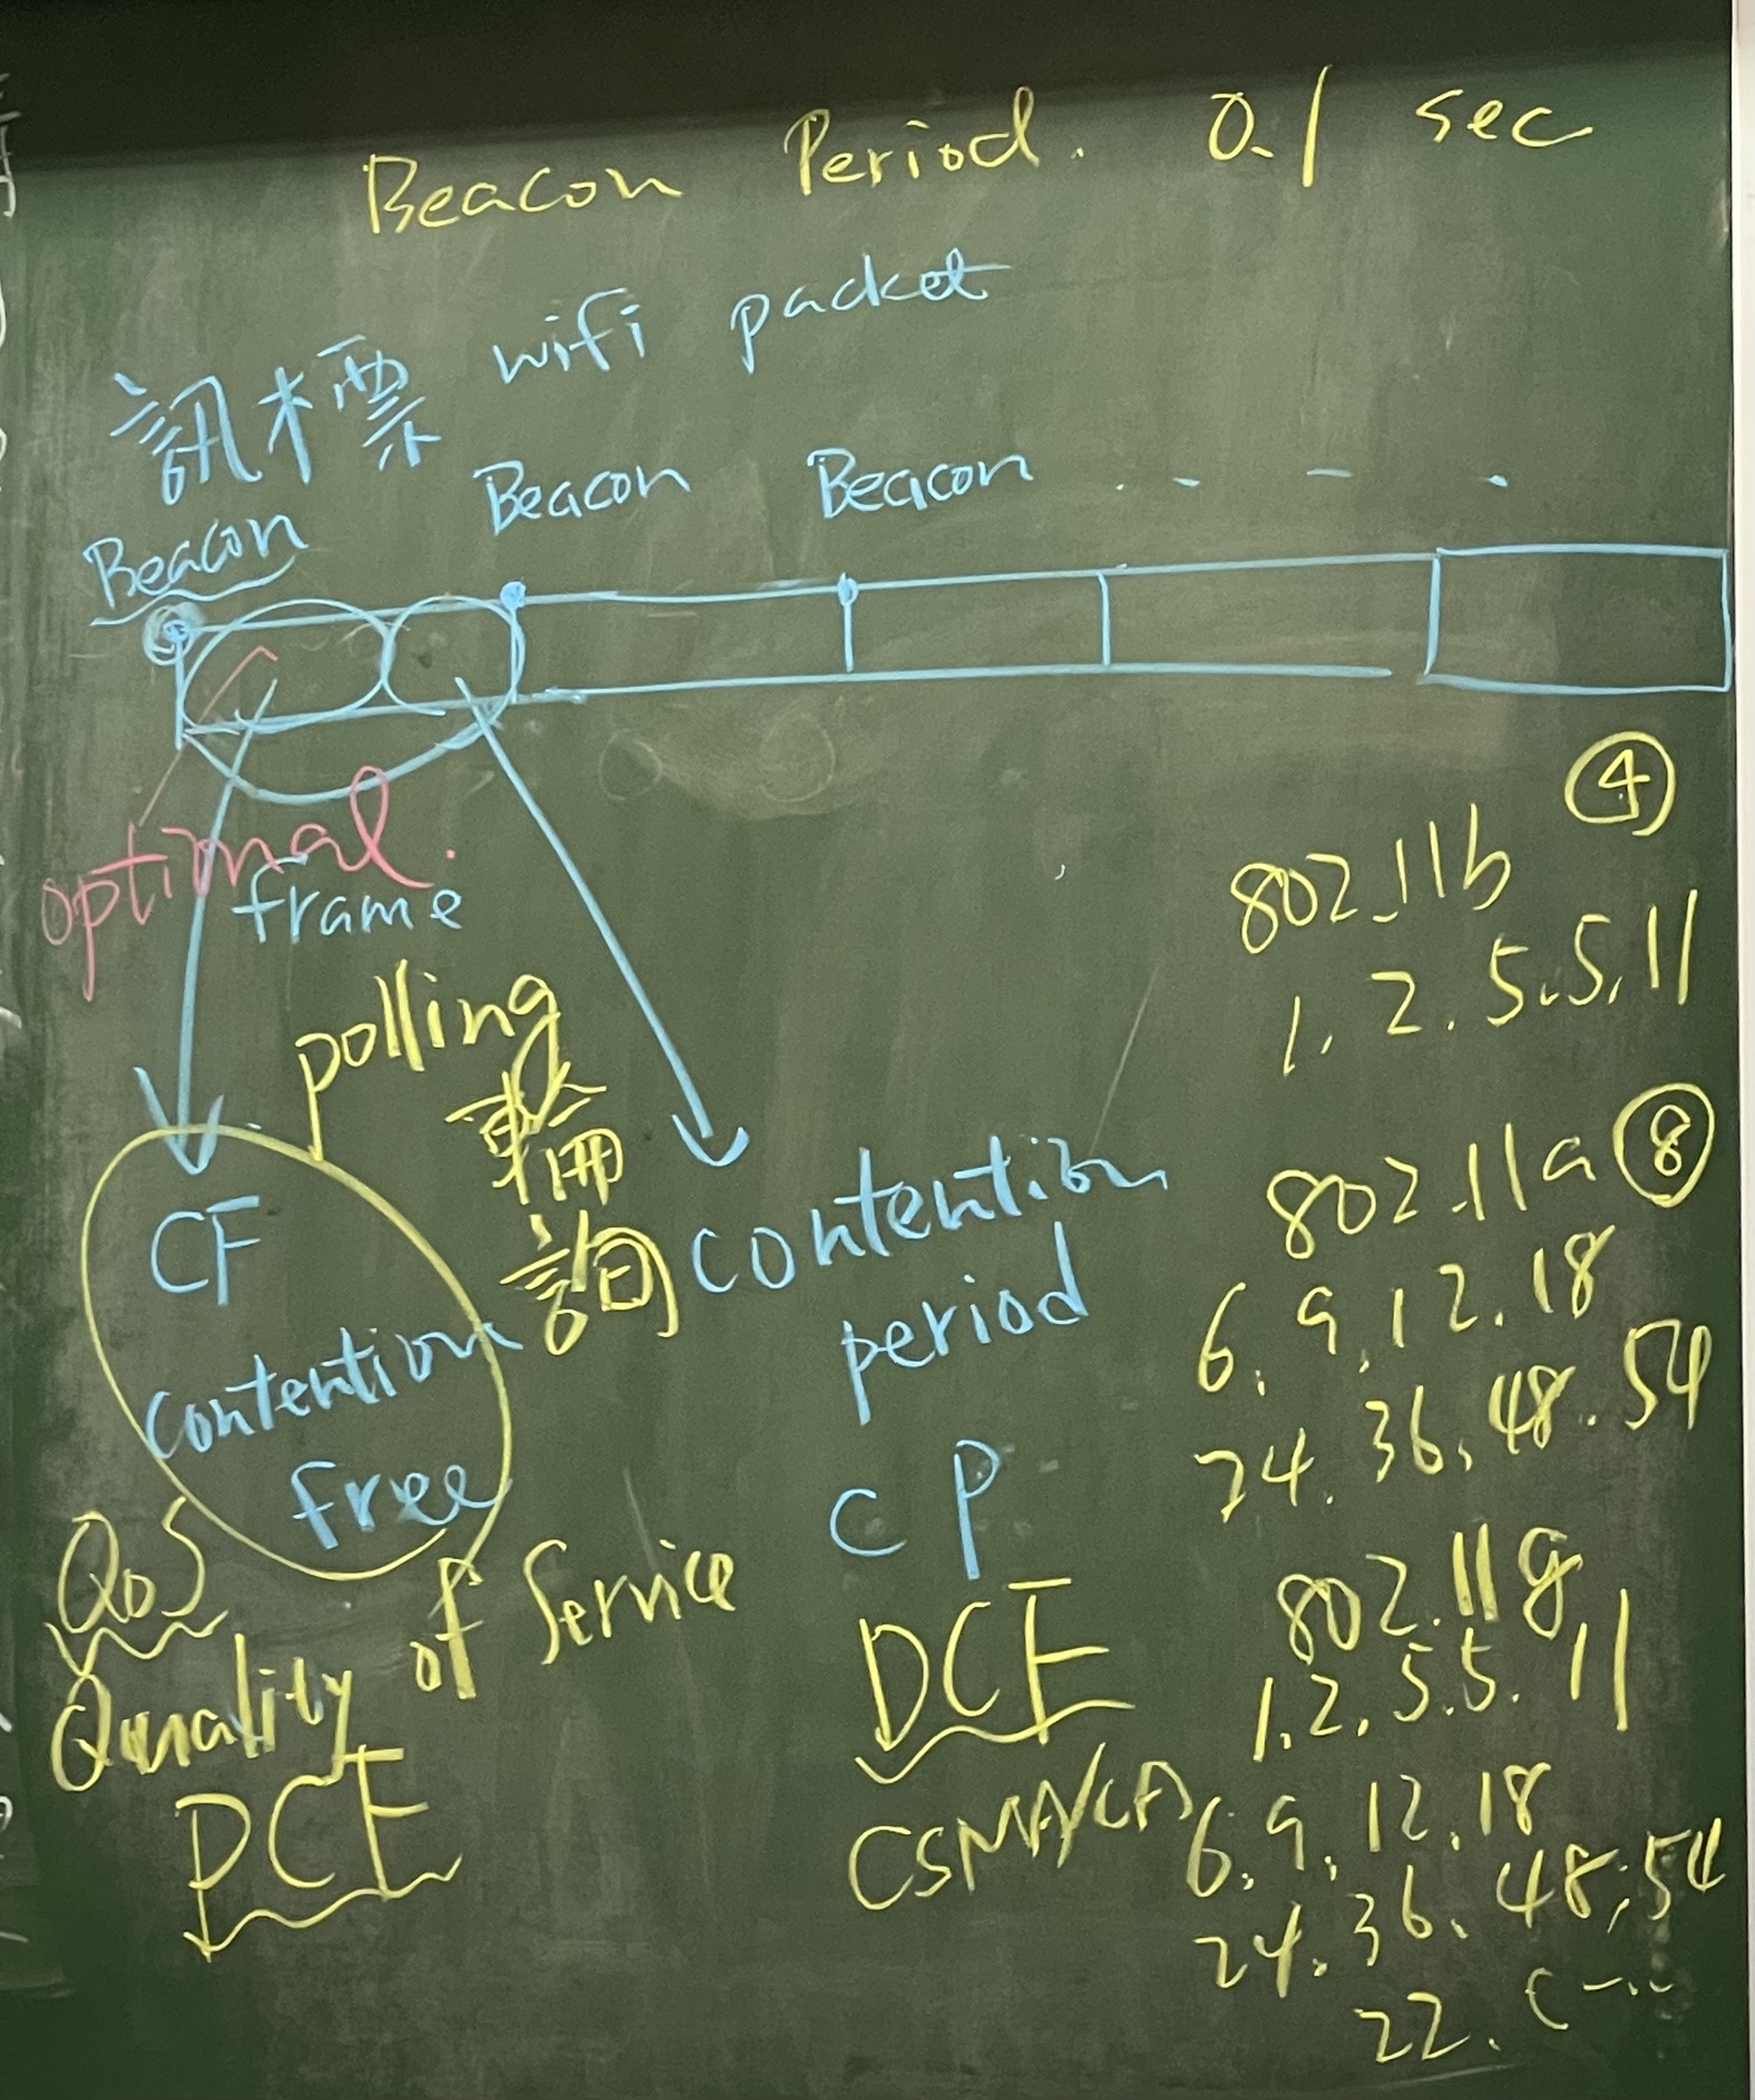 Beacon Period. 0.1 sec
訊標 wifi packet
Beacon Beacon Beacon . - - .
optimal.
frame
polling
輪詢
CF
contention
free
contention
period
CP
QoS
Quality of Service
PCF
DCF
CSMA/CA
④
802.11b
1. 2. 5.5. 11
802.11a ⑧
6. 9. 12. 18
24. 36. 48. 54
802.11g
1. 2. 5.5. 11
6. 9. 12. 18
24. 36. 48. 54
22.